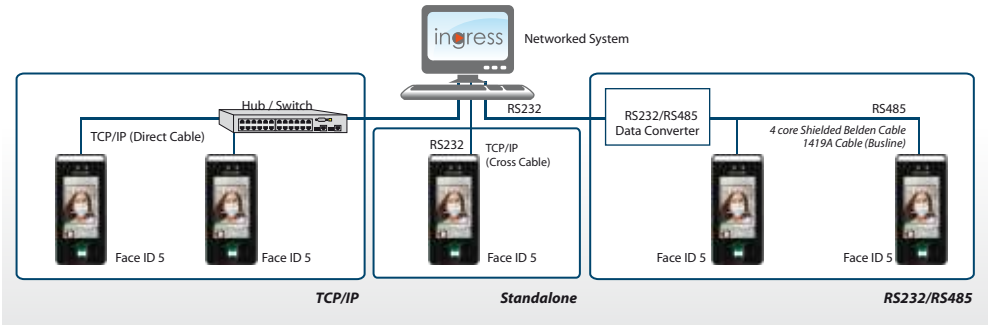 ingress
Networked System
Hub / Switch
TCP/IP (Direct Cable)
Face ID 5
Face ID 5
TCP/IP
RS232
TCP/IP
(Cross Cable)
Face ID 5
Standalone
RS232
RS232/RS485
Data Converter
RS485
4 core Shielded Belden Cable
1419A Cable (Busline)
Face ID 5
Face ID 5
RS232/RS485